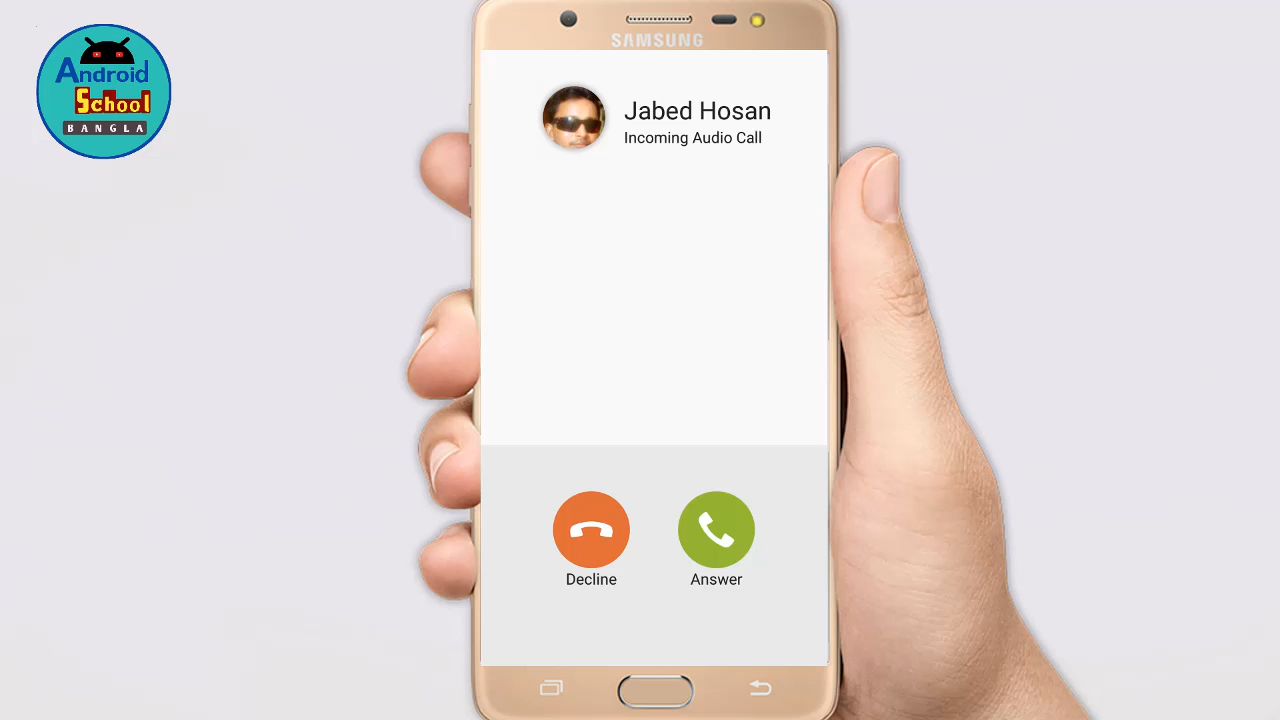 Android
School
BANGLA
SAMSUNG
Jabed Hosan
Incoming Audio Call
Decline
Answer